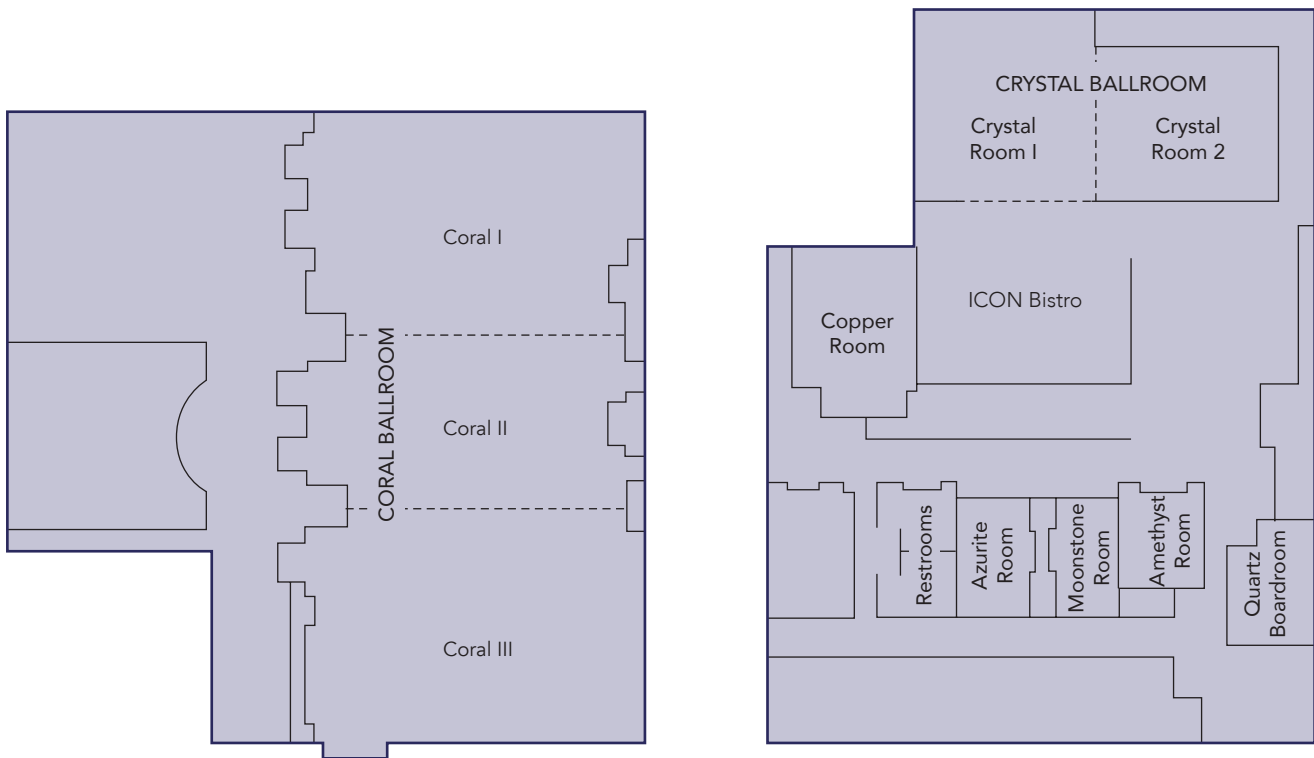 Coral I
CORAL BALLROOM
Coral II
Coral III
CRYSTAL BALLROOM
Crystal
Room I
Crystal
Room 2
ICON Bistro
Copper
Room
Restrooms
Azurite
Room
Moonstone
Room
Amethyst
Room
Quartz
Boardroom